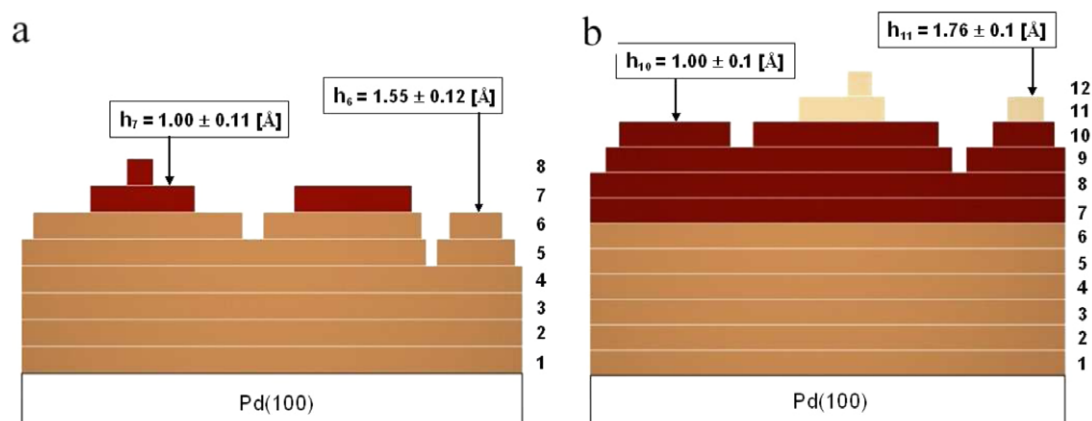 a
h₇ = 1.00 ± 0.11 [Å]
h₆ = 1.55 ± 0.12 [Å]
8
7
6
5
4
3
2
1
Pd(100)
b
h₁₀ = 1.00 ± 0.1 [Å]
h₁₁ = 1.76 ± 0.1 [Å]
12
11
10
9
8
7
6
5
4
3
2
1
Pd(100)